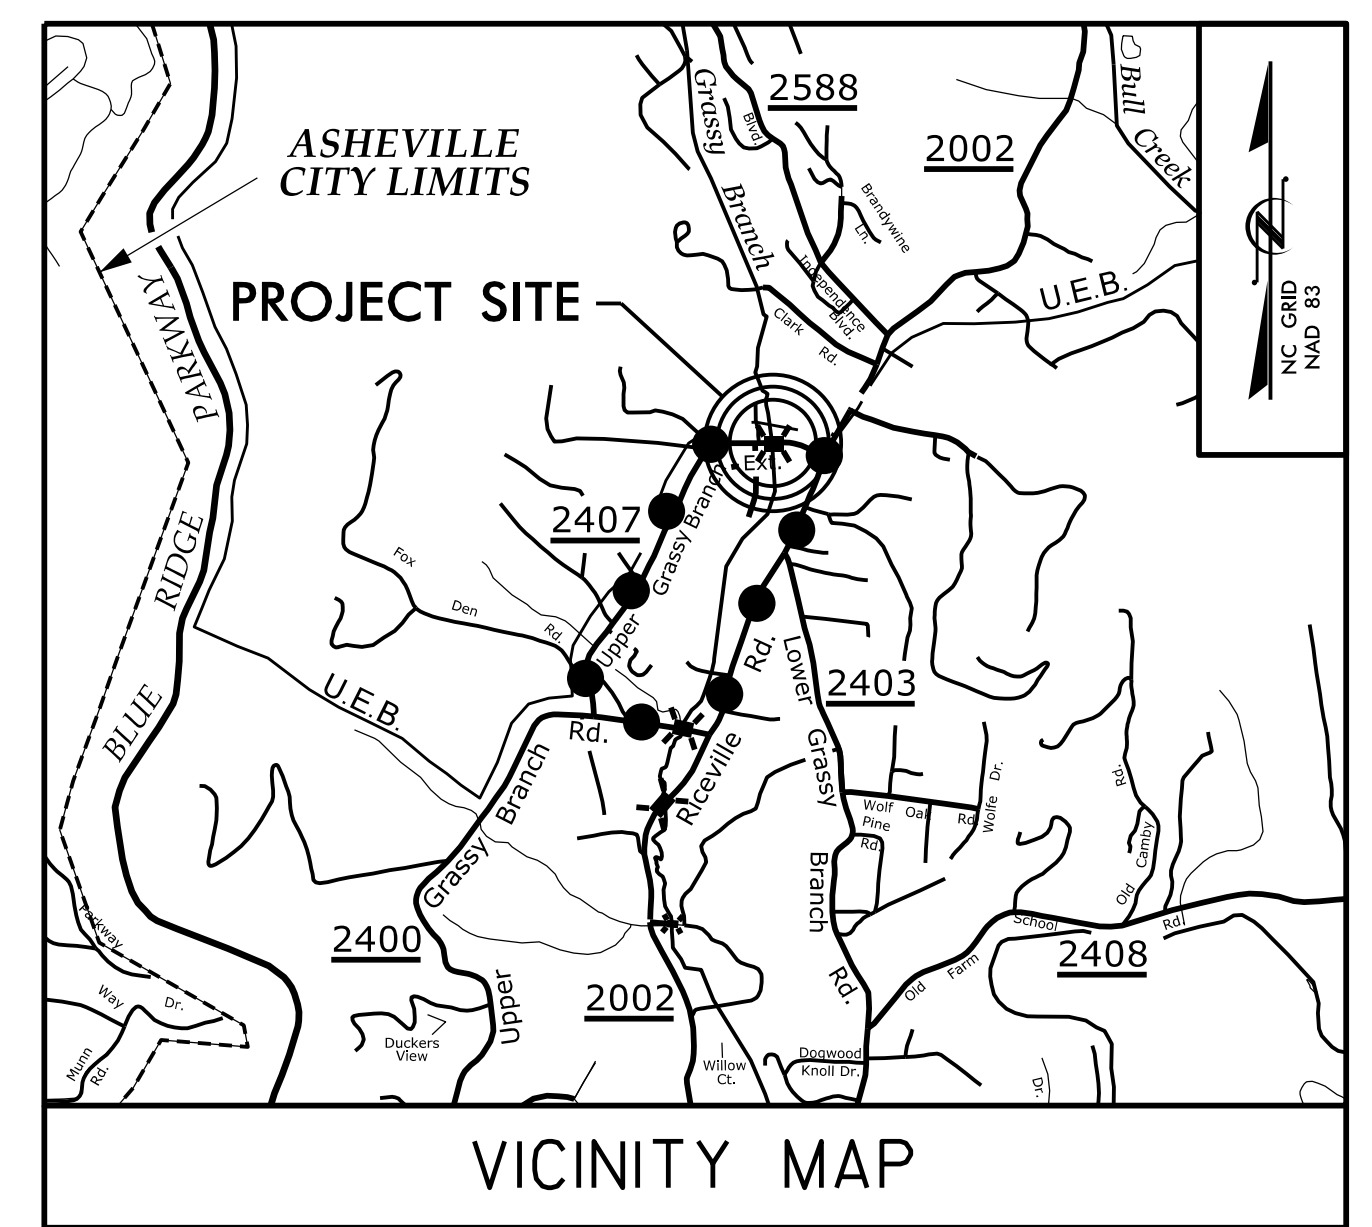 2588
2002
Bull
Creek
Grassy
Branch
Blvd.
Brandywine
Ln.
ASHEVILLE
CITY LIMITS
PROJECT SITE
Independence
Blvd.
Clark
Rd.
U.E.B.
NC GRID
NAD 83
BLUE RIDGE PARKWAY
2407
Ext.
Upper Grassy Branch
Fox
Den
Rd.
U.E.B.
Rd.
Riceville
Rd.
2403
Lower
Grassy
Branch
Rd.
Wolf
Pine
Rd.
Oak
Rd
Wolfe Dr.
Rd.
Camby
Old
Upper
Grassy
Branch
Rd.
2400
2002
2408
Old
Farm
School
Rd
Parkway
Way
Dr.
Munn
Rd.
Duckers
View
Willow
Ct.
Dogwood
Knoll Dr.
Dr.
VICINITY MAP